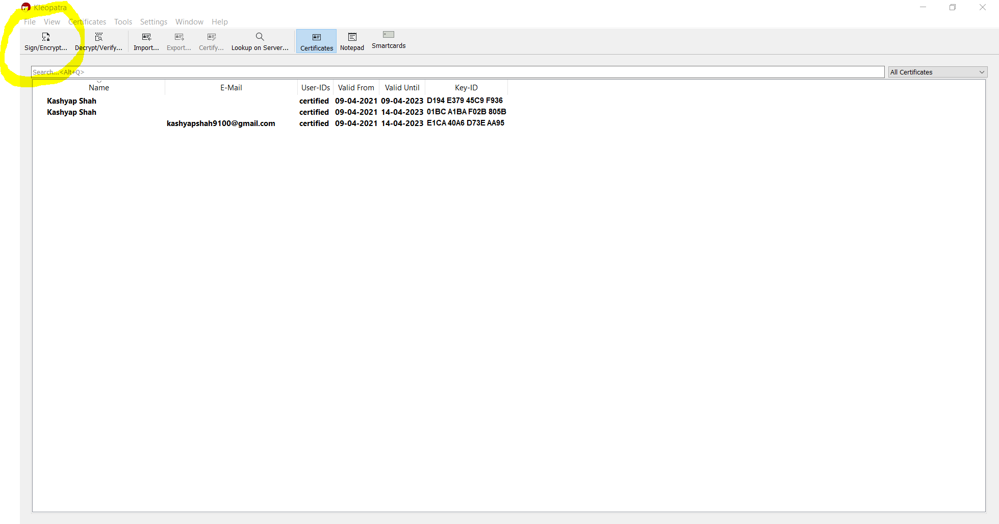 Kleopatra
File View Certificates Tools Settings Window Help
Sign/Encrypt... Decrypt/Verify... Import... Export... Certify... Lookup on Server... Certificates Notepad Smartcards
Search...<Alt+Q> All Certificates
Name E-Mail User-IDs Valid From Valid Until Key-ID
Kashyap Shah certified 09-04-2021 09-04-2023 D194 E379 45C9 F936
Kashyap Shah certified 09-04-2021 14-04-2023 01BC A1BA F02B 805B
kashyapshah9100@gmail.com certified 09-04-2021 14-04-2023 E1CA 40A6 D73E AA95